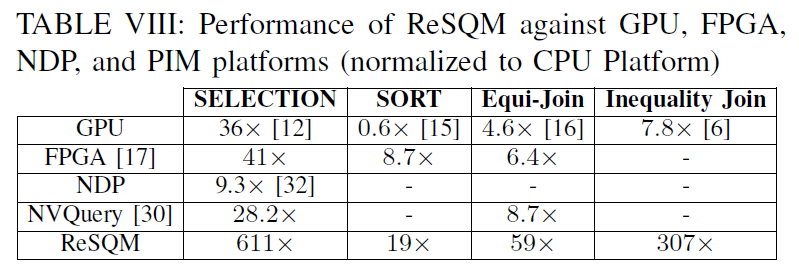 TABLE VIII: Performance of ReSQM against GPU, FPGA,
NDP, and PIM platforms (normalized to CPU Platform)
SELECTION SORT Equi-Join Inequality Join
GPU 36× [12] 0.6× [15] 4.6× [16] 7.8× [6]
FPGA [17] 41× 8.7× 6.4× -
NDP 9.3× [32] - - -
NVQuery [30] 28.2× - 8.7× -
ReSQM 611× 19× 59× 307×